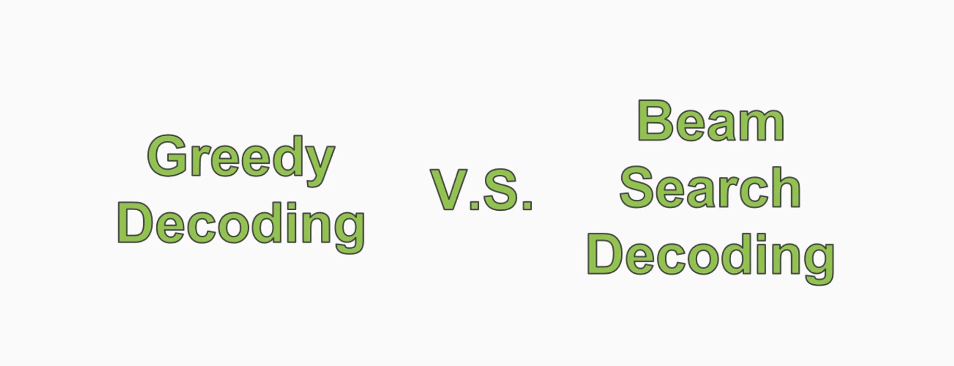 Greedy
Decoding
V.S.
Beam
Search
Decoding